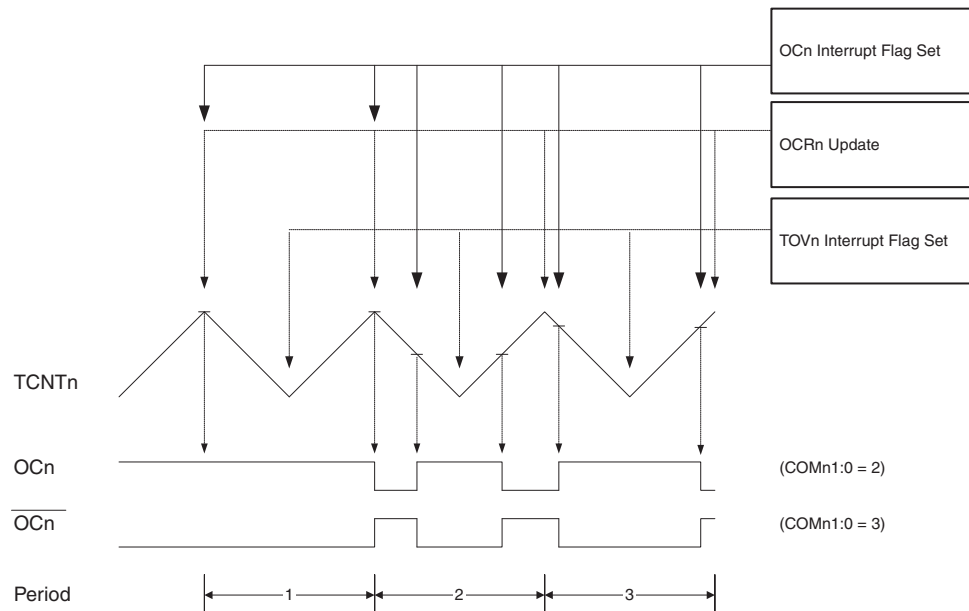 OCn Interrupt Flag Set
OCRn Update
TOVn Interrupt Flag Set
TCNTn
OCn (COMn1:0 = 2)
OCn (COMn1:0 = 3)
Period 1 2 3